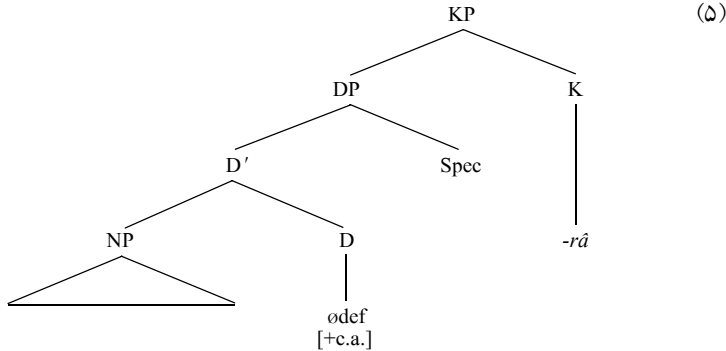 (۵)
KP
DP K
D′ Spec
NP D -râ
ødef
[+c.a.]